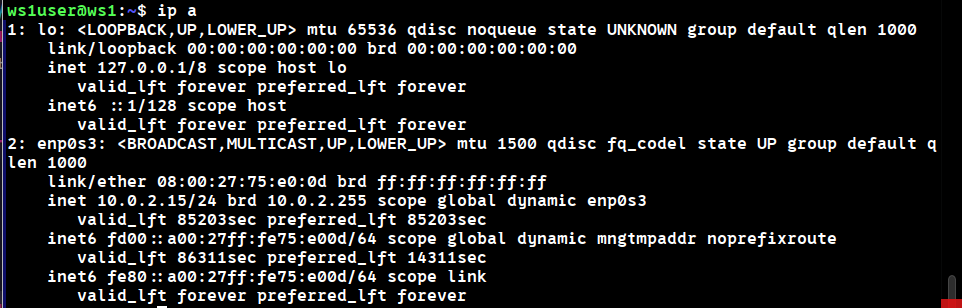 ws1user@ws1:~$ ip a
1: lo: <LOOPBACK,UP,LOWER_UP> mtu 65536 qdisc noqueue state UNKNOWN group default qlen 1000
    link/loopback 00:00:00:00:00:00 brd 00:00:00:00:00:00
    inet 127.0.0.1/8 scope host lo
       valid_lft forever preferred_lft forever
    inet6 ::1/128 scope host
       valid_lft forever preferred_lft forever
2: enp0s3: <BROADCAST,MULTICAST,UP,LOWER_UP> mtu 1500 qdisc fq_codel state UP group default q
len 1000
    link/ether 08:00:27:75:e0:0d brd ff:ff:ff:ff:ff:ff
    inet 10.0.2.15/24 brd 10.0.2.255 scope global dynamic enp0s3
       valid_lft 85203sec preferred_lft 85203sec
    inet6 fd00::a00:27ff:fe75:e00d/64 scope global dynamic mngtmpaddr noprefixroute
       valid_lft 86311sec preferred_lft 14311sec
    inet6 fe80::a00:27ff:fe75:e00d/64 scope link
       valid_lft forever preferred_lft forever